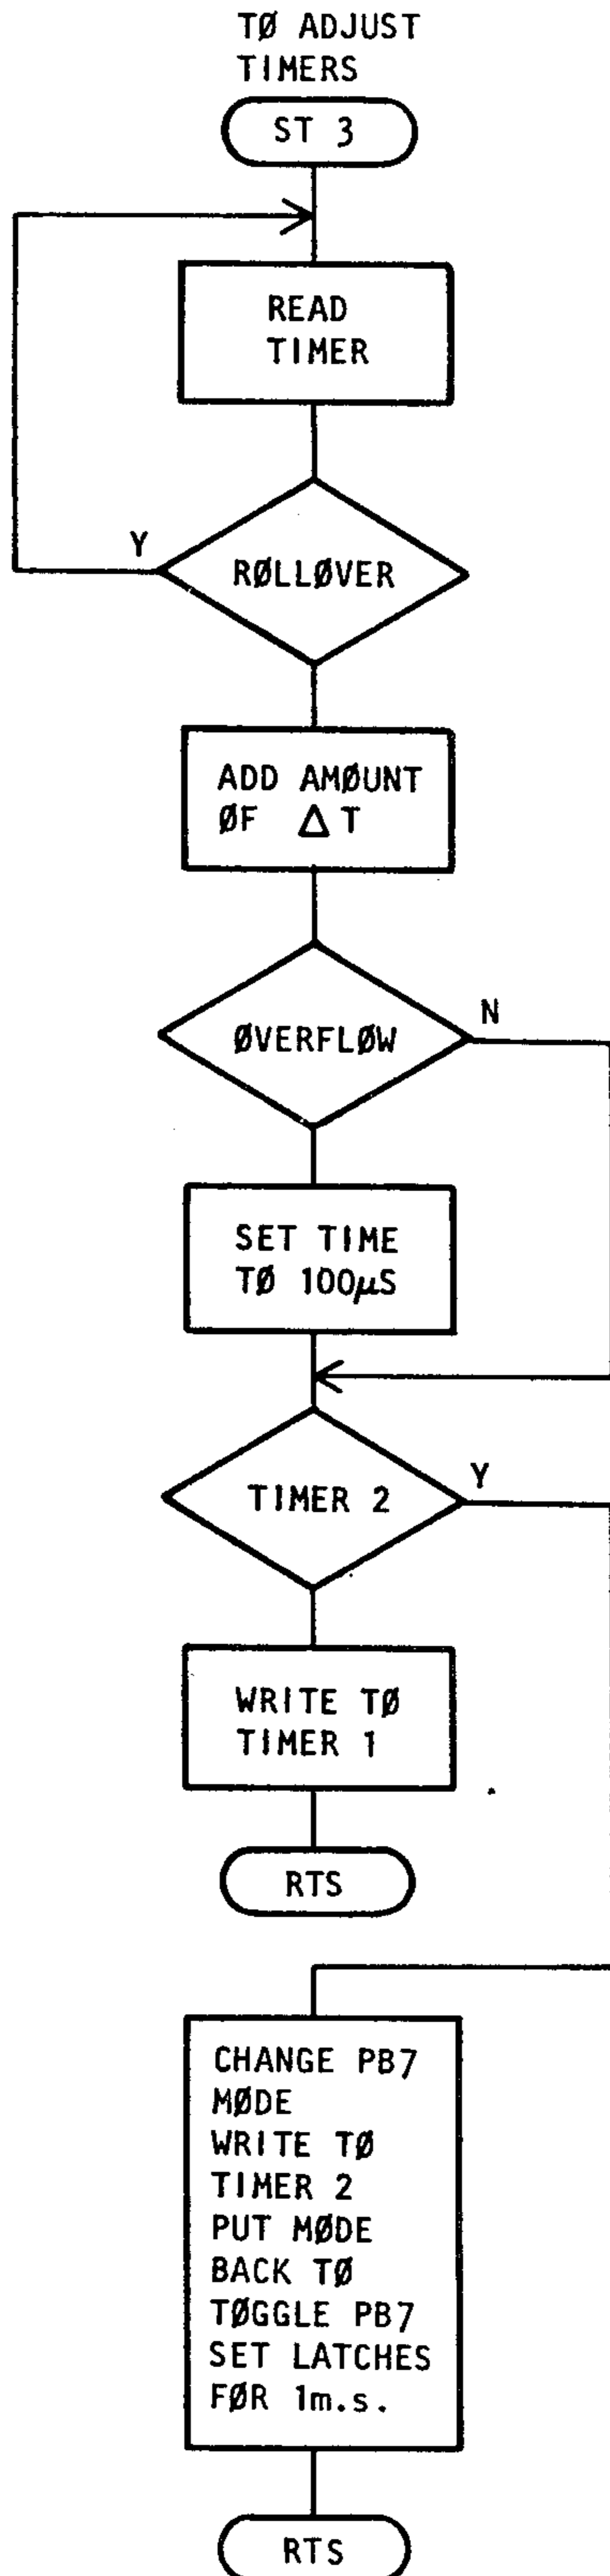 TØ ADJUST
TIMERS
ST 3
READ
TIMER
Y
RØLLØVER
ADD AMØUNT
ØF Δ T
N
ØVERFLØW
SET TIME
TØ 100μS
Y
TIMER 2
WRITE TØ
TIMER 1
RTS
CHANGE PB7
MØDE
WRITE TØ
TIMER 2
PUT MØDE
BACK TØ
TØGGLE PB7
SET LATCHES
FØR 1m.s.
RTS